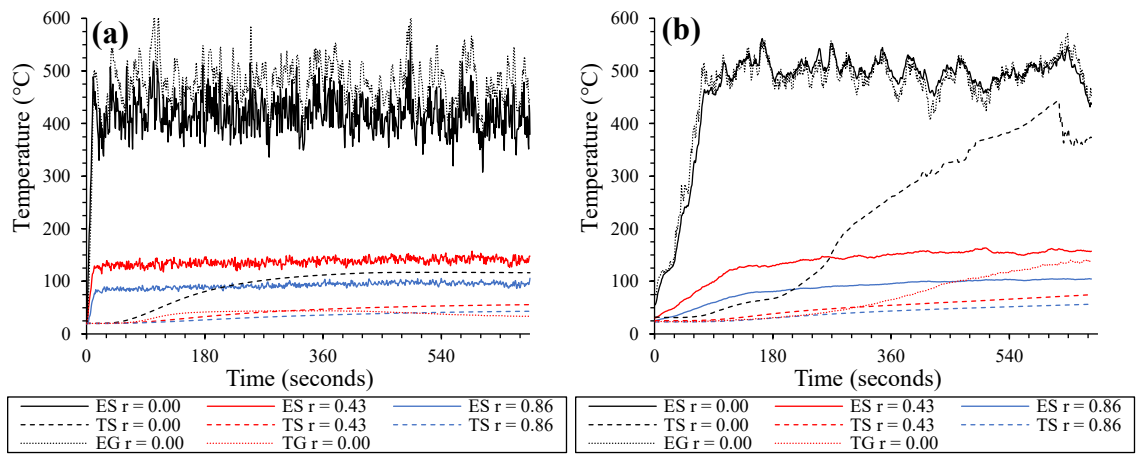 (a)
Temperature (°C)
600
500
400
300
200
100
0
0 180 360 540
Time (seconds)
ES r = 0.00 ES r = 0.43 ES r = 0.86
TS r = 0.00 TS r = 0.43 TS r = 0.86
EG r = 0.00 TG r = 0.00
(b)
Temperature (°C)
600
500
400
300
200
100
0
0 180 360 540
Time (seconds)
ES r = 0.00 ES r = 0.43 ES r = 0.86
TS r = 0.00 TS r = 0.43 TS r = 0.86
EG r = 0.00 TG r = 0.00